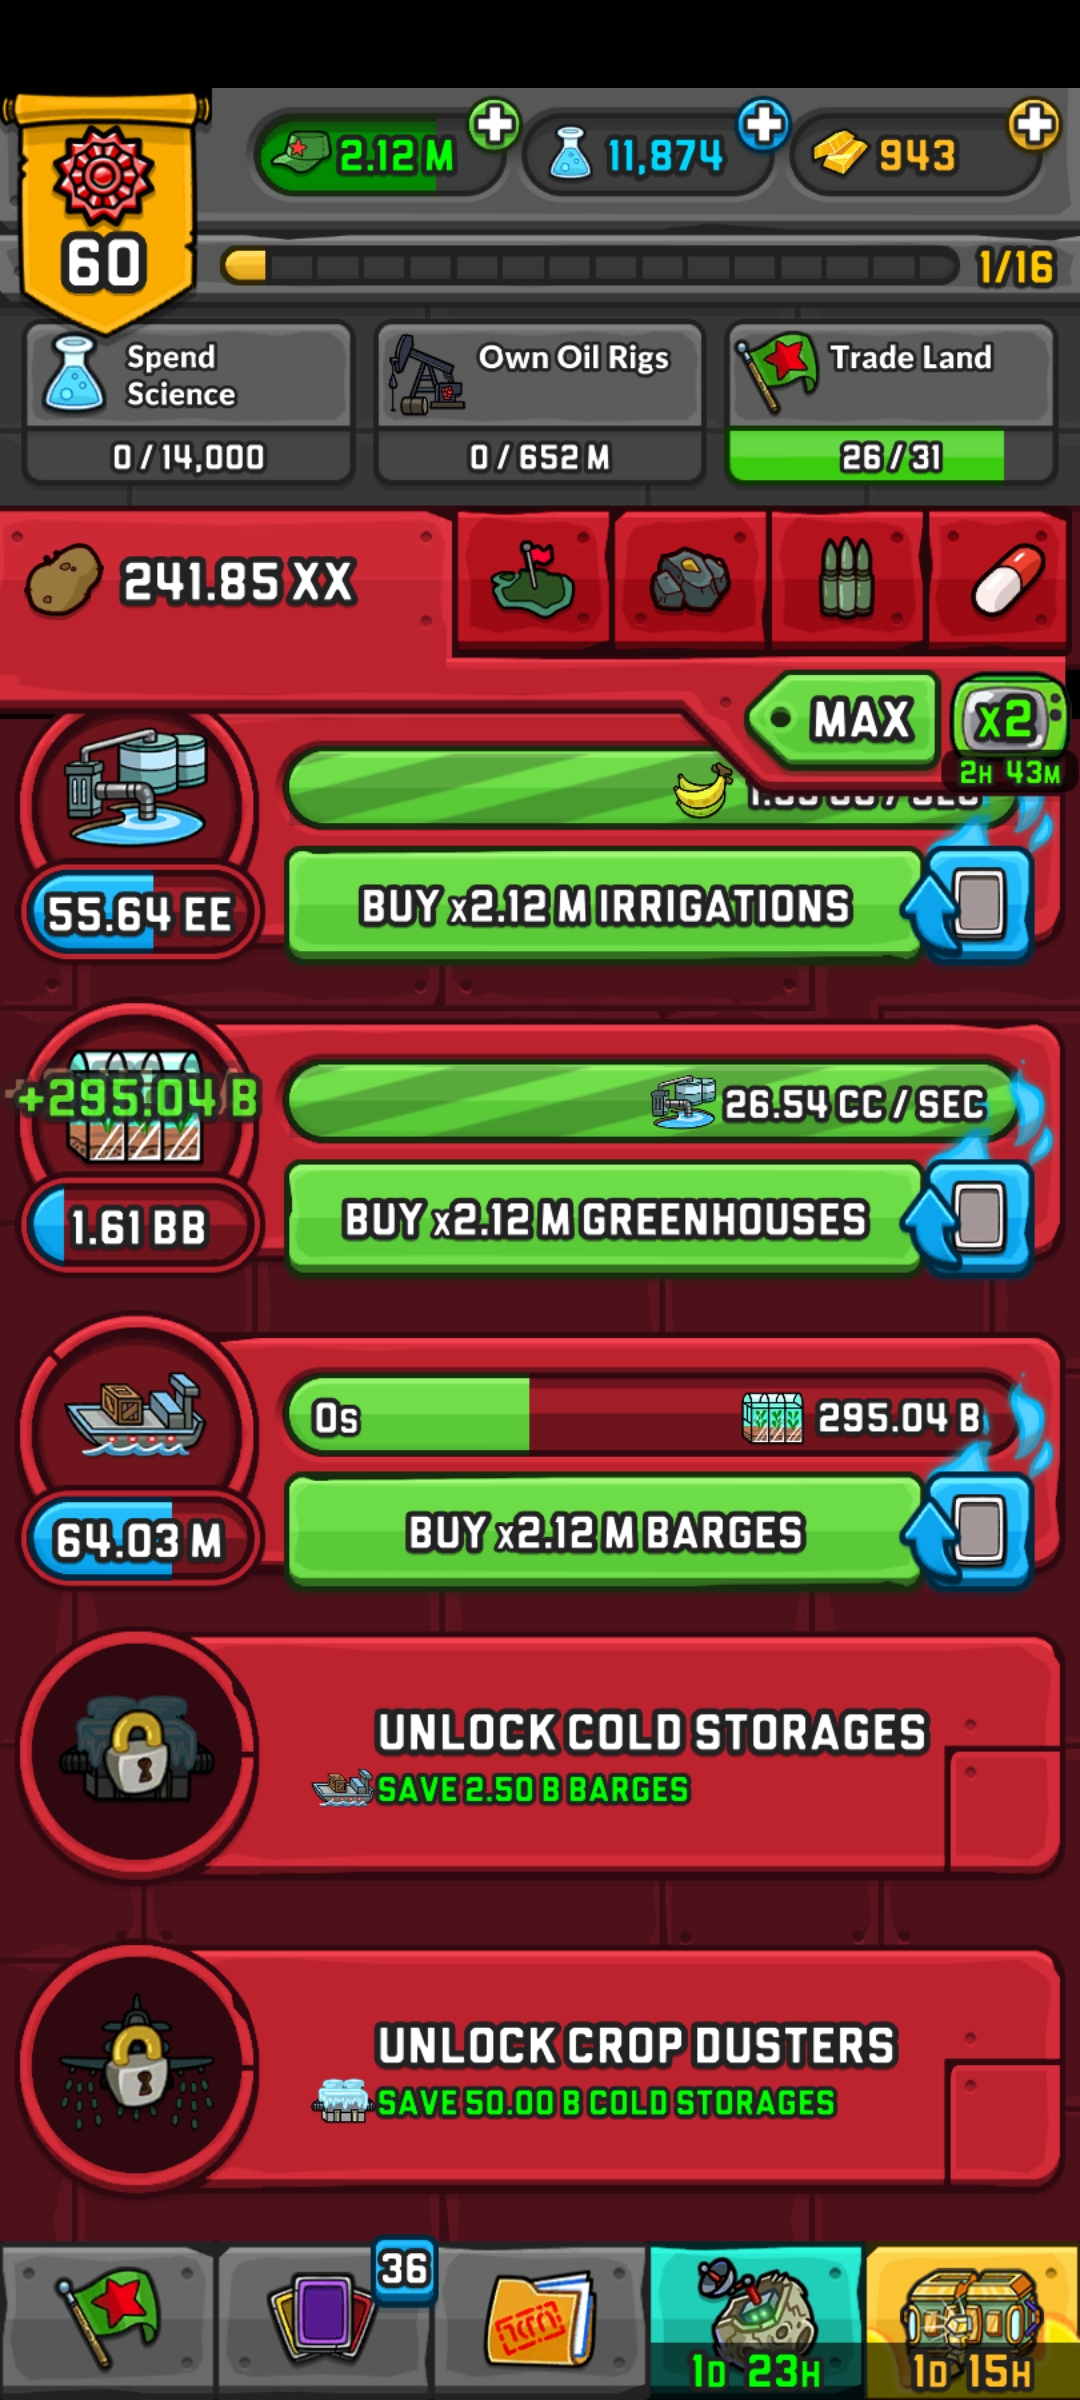 60
2.12 M
11,874
943
1/16
Spend
Science
0 / 14,000
Own Oil Rigs
0 / 652 M
Trade Land
26 / 31
241.85 XX
MAX
x2
2H 43M
55.64 EE
BUY x2.12 M IRRIGATIONS
+295.04 B
26.54 CC / SEC
1.61 BB
BUY x2.12 M GREENHOUSES
0s
295.04 B
64.03 M
BUY x2.12 M BARGES
UNLOCK COLD STORAGES
SAVE 2.50 B BARGES
UNLOCK CROP DUSTERS
SAVE 50.00 B COLD STORAGES
36
1D 23H
1D 15H